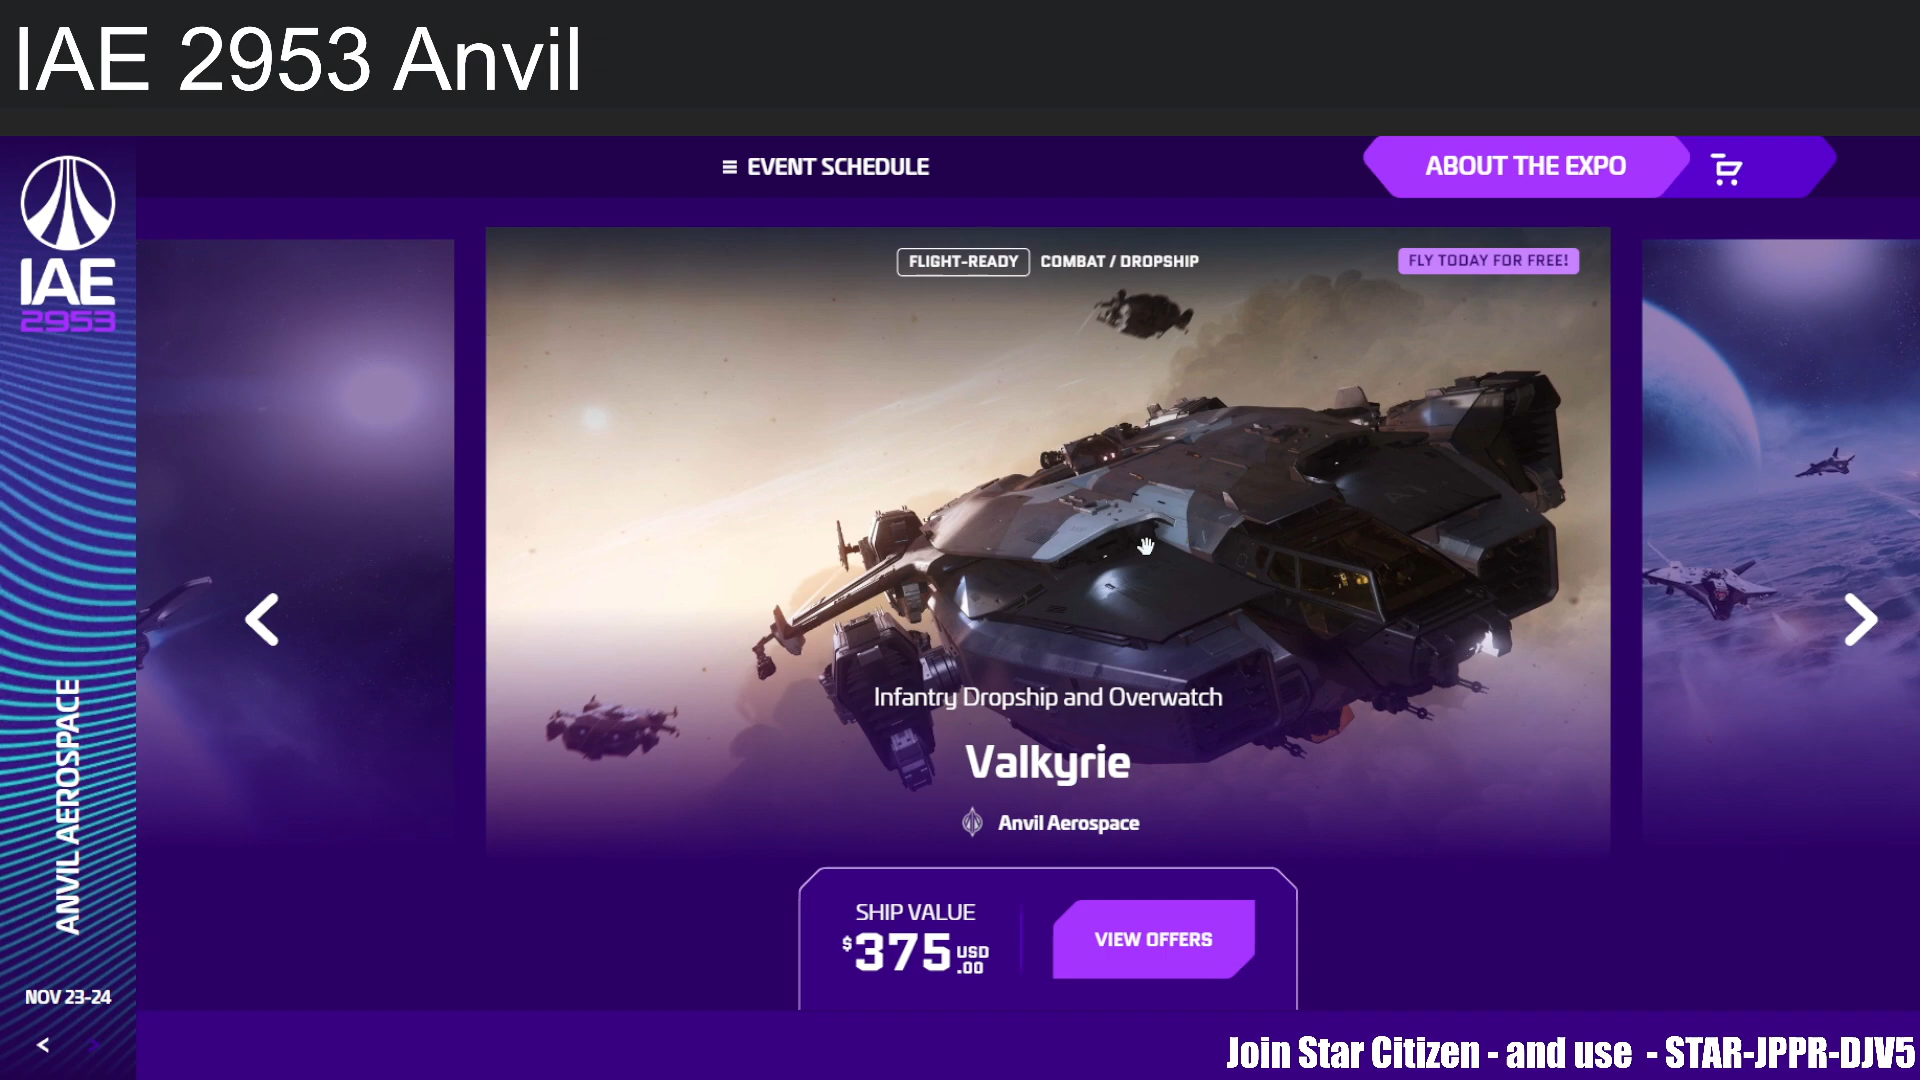 IAE 2953 Anvil
EVENT SCHEDULE
ABOUT THE EXPO
IAE
2953
FLIGHT-READY
COMBAT / DROPSHIP
FLY TODAY FOR FREE!
Infantry Dropship and Overwatch
Valkyrie
Anvil Aerospace
ANVIL AEROSPACE
SHIP VALUE
$375 USD .00
VIEW OFFERS
NOV 23-24
Join Star Citizen - and use - STAR-JPPR-DJV5